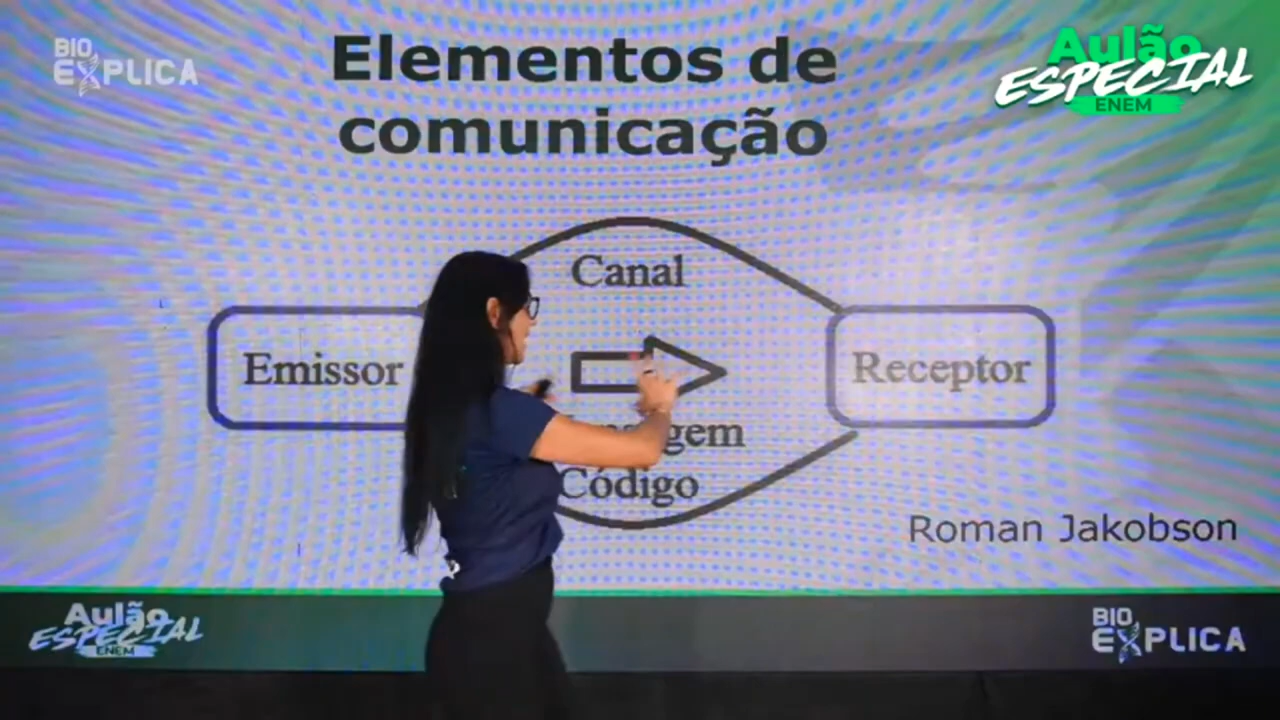 BIO
EXPLICA
Aulão
ESPECIAL
ENEM
Elementos de
comunicação
Canal
Emissor
Receptor
Código
Roman Jakobson
Aulão
ESPECIAL
ENEM
BIO
EXPLICA